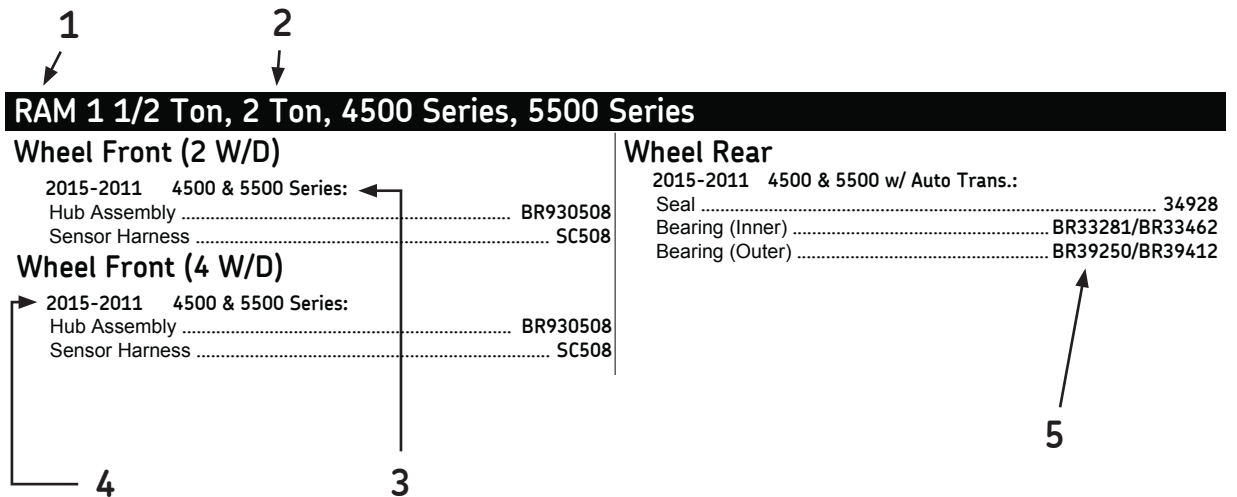 1 2
RAM 1 1/2 Ton, 2 Ton, 4500 Series, 5500 Series
Wheel Front (2 W/D)
2015-2011 4500 & 5500 Series:
Hub Assembly ........ BR930508
Sensor Harness ........ SC508
Wheel Front (4 W/D)
2015-2011 4500 & 5500 Series:
Hub Assembly ........ BR930508
Sensor Harness ........ SC508
Wheel Rear
2015-2011 4500 & 5500 w/ Auto Trans.:
Seal ........ 34928
Bearing (Inner) ........ BR33281/BR33462
Bearing (Outer) ........ BR39250/BR39412
5
4 3